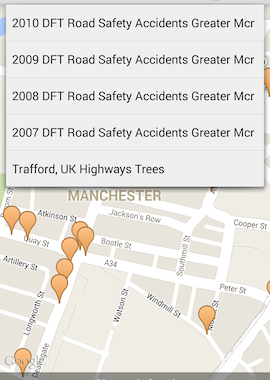 2010 DFT Road Safety Accidents Greater Mcr
2009 DFT Road Safety Accidents Greater Mcr
2008 DFT Road Safety Accidents Greater Mcr
2007 DFT Road Safety Accidents Greater Mcr
Trafford, UK Highways Trees
MANCHESTER
Atkinson St
Jackson's Row
Cooper St
Quay St
Bootle St
Southmill St
Artillery St
A34
Peter St
Watson St
Windmill St
Longworth St
Deansgate
Google